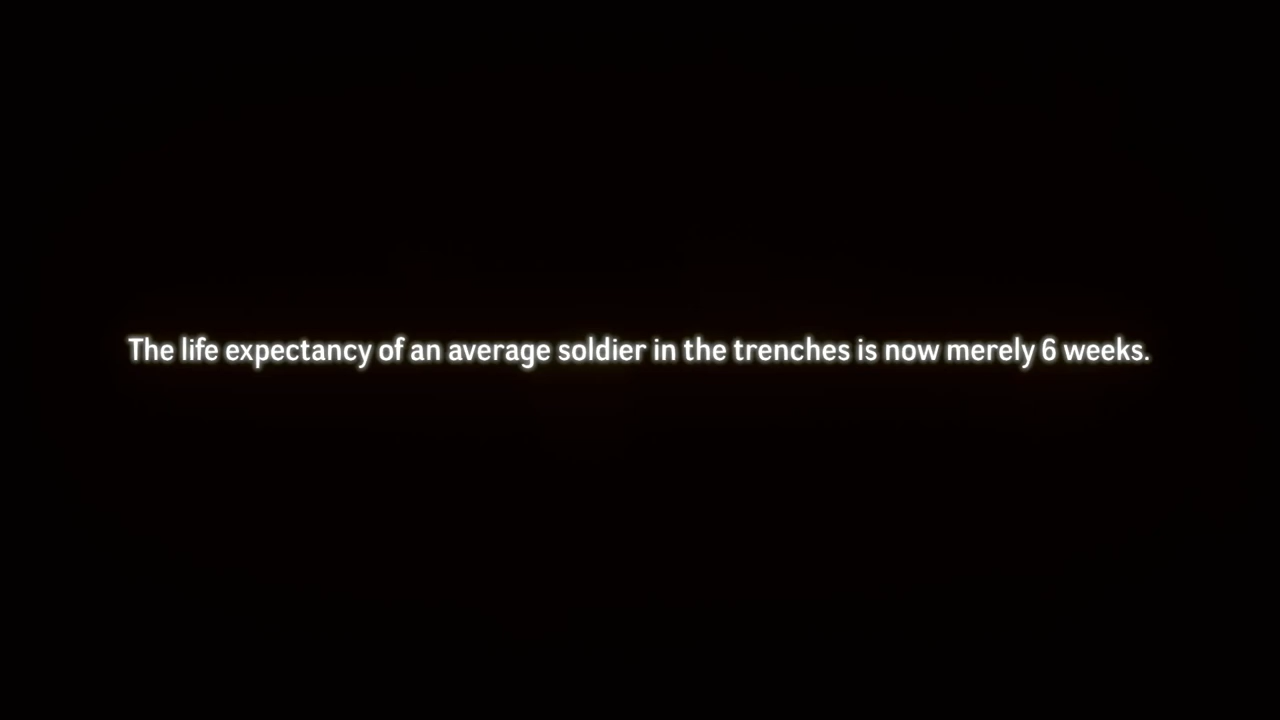 The life expectancy of an average soldier in the trenches is now merely 6 weeks.